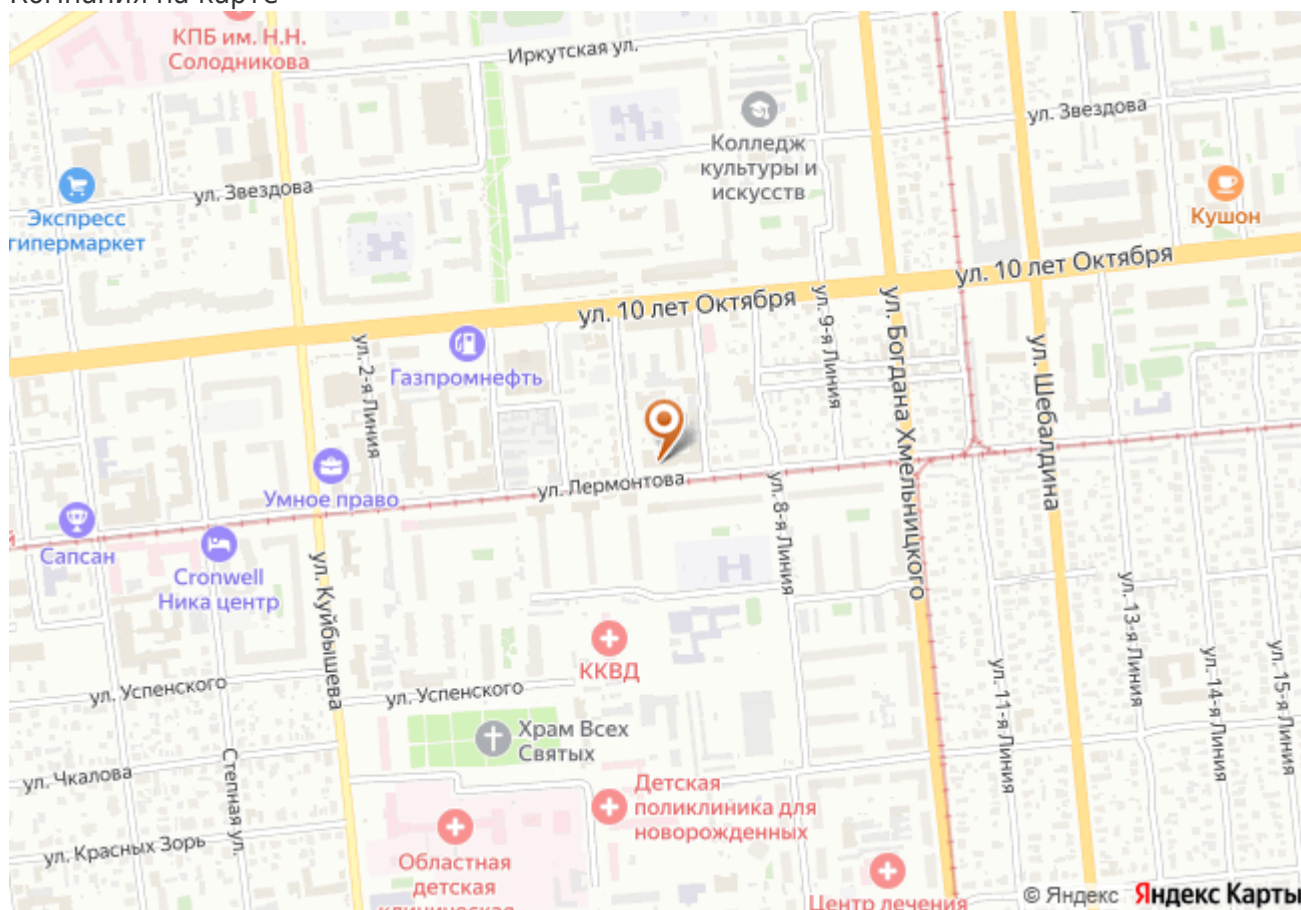 Компания на карте
КПБ им. Н.Н.
Солодникова
Иркутская ул.
ул. Звездова
Колледж
культуры и
искусств
ул. Звездова
Экспресс
гипермаркет
Кушон
ул. 10 лет Октября
ул. 10 лет Октября
ул. 2-я Линия
Газпромнефть
ул. 9-я Линия
ул. Богдана Хмельницкого
ул. Шебалдина
Умное право
ул. Лермонтова
ул. 8-я Линия
Сапсан
Cronwell
Ника центр
ул. Куйбышева
ККВД
ул. 13-я Линия
ул. 14-я Линия
ул. 15-я Линия
ул. 11-я Линия
ул. Успенского
ул. Успенского
Храм Всех
Святых
ул. Чкалова
Степная ул.
Детская
поликлиника для
новорожденных
ул. Красных Зорь
Областная
детская
клиническая
Центр лечения
© Яндекс Яндекс Карты